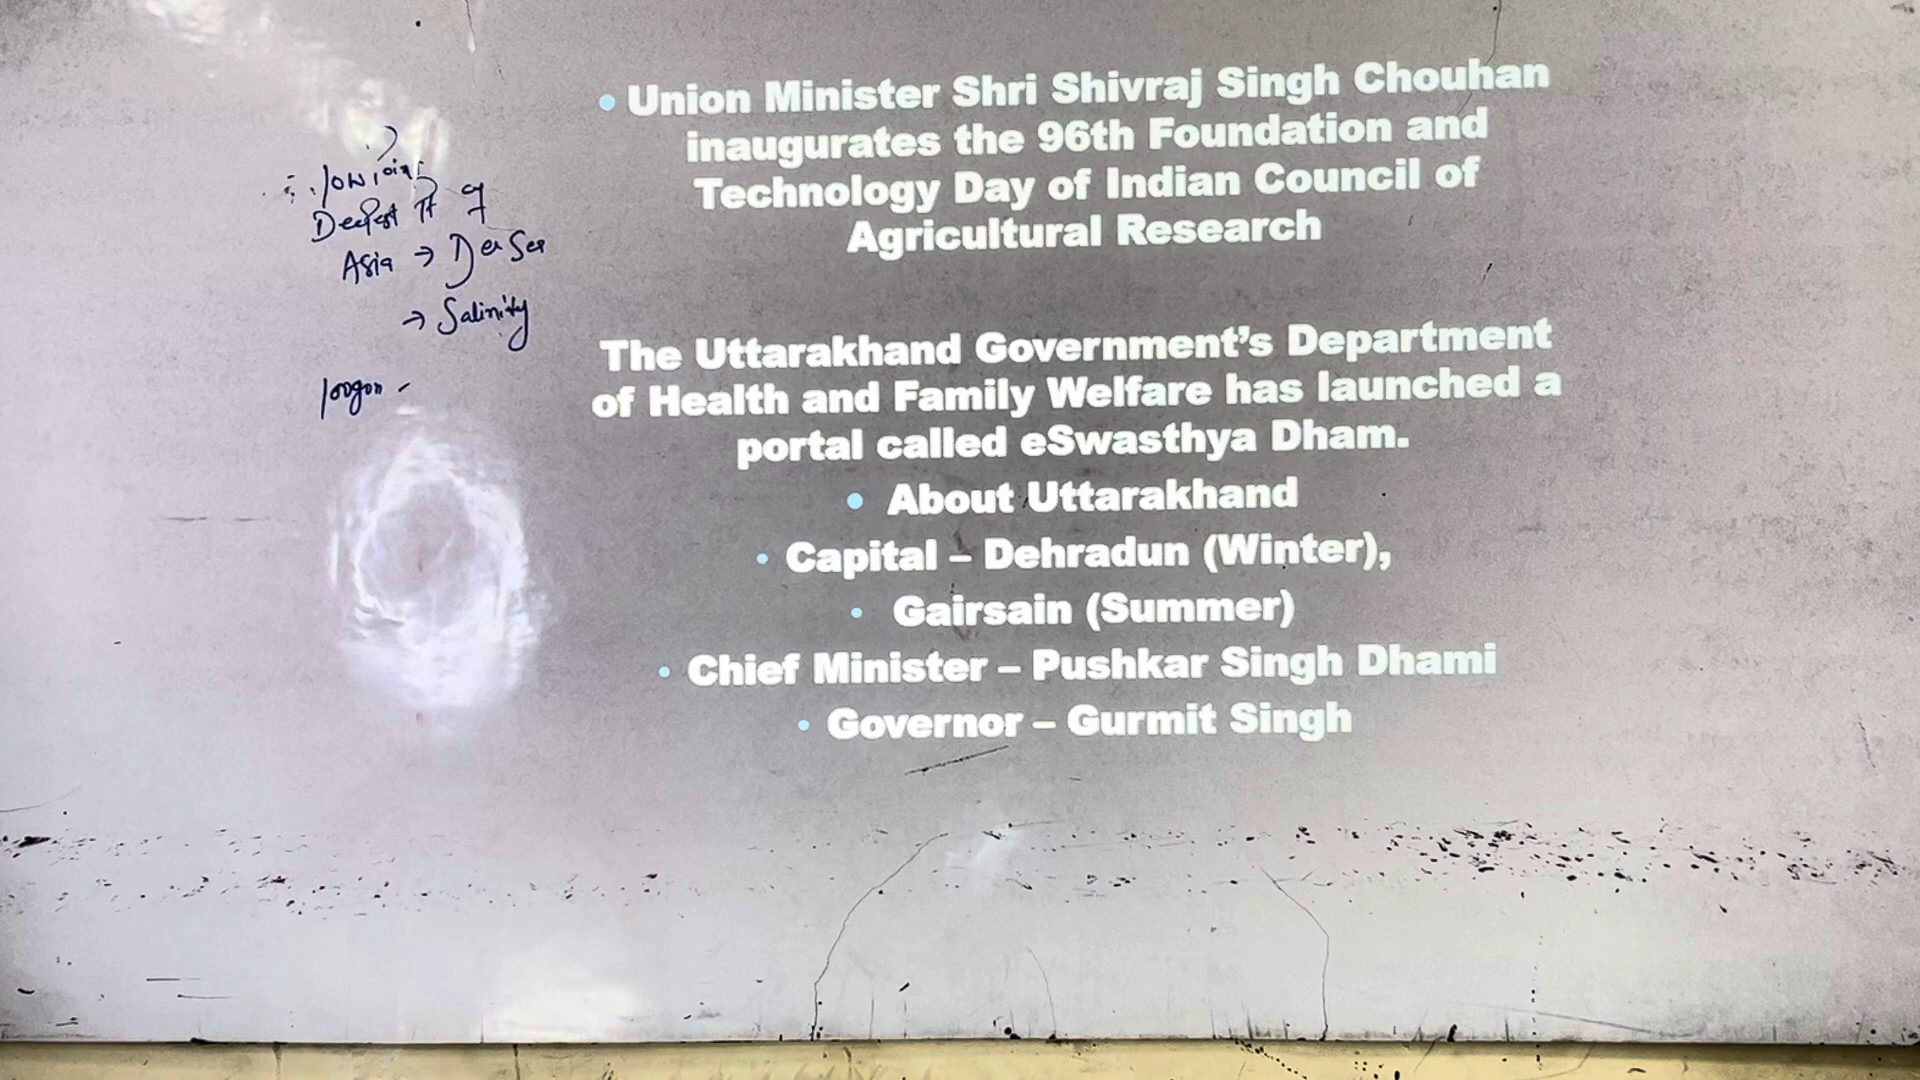 • Union Minister Shri Shivraj Singh Chouhan
inaugurates the 96th Foundation and
Technology Day of Indian Council of
Agricultural Research
The Uttarakhand Government’s Department
of Health and Family Welfare has launched a
portal called eSwasthya Dham.
• About Uttarakhand
• Capital – Dehradun (Winter),
• Gairsain (Summer)
• Chief Minister – Pushkar Singh Dhami
• Governor – Gurmit Singh
Deepest Pt of
Asia →
→ Salinity